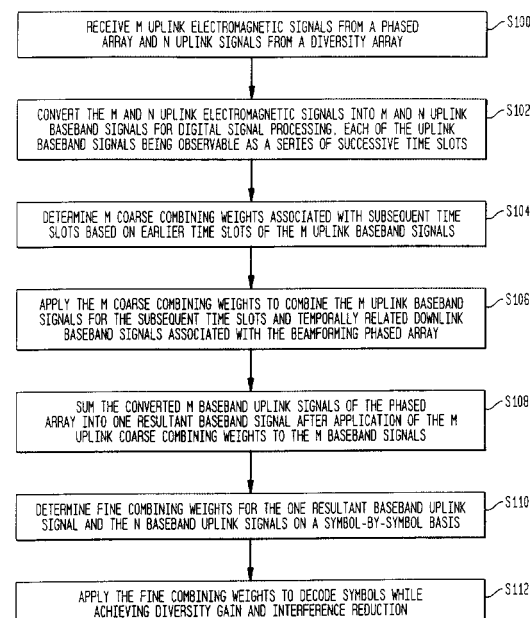 RECEIVE M UPLINK ELECTROMAGNETIC SIGNALS FROM A PHASED
ARRAY AND N UPLINK SIGNALS FROM A DIVERSITY ARRAY
S100
CONVERT THE M AND N UPLINK ELECTROMAGNETIC SIGNALS INTO M AND N UPLINK
BASEBAND SIGNALS FOR DIGITAL SIGNAL PROCESSING, EACH OF THE UPLINK
BASEBAND SIGNALS BEING OBSERVABLE AS A SERIES OF SUCCESSIVE TIME SLOTS
S102
DETERMINE M COARSE COMBINING WEIGHTS ASSOCIATED WITH SUBSEQUENT TIME
SLOTS BASED ON EARLIER TIME SLOTS OF THE M UPLINK BASEBAND SIGNALS
S104
APPLY THE M COARSE COMBINING WEIGHTS TO COMBINE THE M UPLINK BASEBAND
SIGNALS FOR THE SUBSEQUENT TIME SLOTS AND TEMPORALLY RELATED DOWNLINK
BASEBAND SIGNALS ASSOCIATED WITH THE BEAMFORMING PHASED ARRAY
S106
SUM THE CONVERTED M BASEBAND UPLINK SIGNALS OF THE PHASED
ARRAY INTO ONE RESULTANT BASEBAND SIGNAL AFTER APPLICATION OF THE M
UPLINK COARSE COMBINING WEIGHTS TO THE M BASEBAND SIGNALS
S108
DETERMINE FINE COMBINING WEIGHTS FOR THE ONE RESULTANT BASEBAND UPLINK
SIGNAL AND THE N BASEBAND UPLINK SIGNALS ON A SYMBOL-BY-SYMBOL BASIS
S110
APPLY THE FINE COMBINING WEIGHTS TO DECODE SYMBOLS WHILE
ACHIEVING DIVERSITY GAIN AND INTERFERENCE REDUCTION
S112